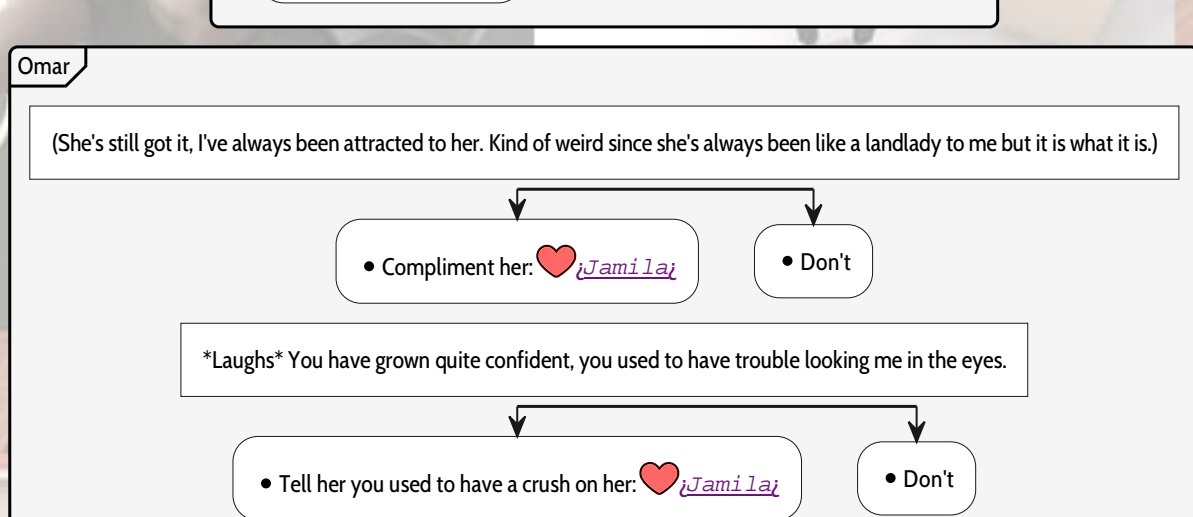 Omar
(She's still got it, I've always been attracted to her. Kind of weird since she's always been like a landlady to me but it is what it is.)
• Compliment her: ¡Jamila¡
• Don't
*Laughs* You have grown quite confident, you used to have trouble looking me in the eyes.
• Tell her you used to have a crush on her: ¡Jamila¡
• Don't